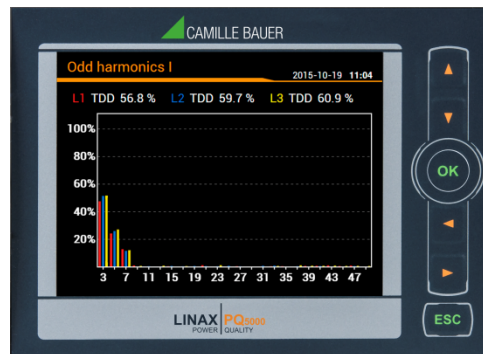 CAMILLE BAUER
Odd harmonics I
2015-10-19 11:04
L1 TDD 56.8 % L2 TDD 59.7 % L3 TDD 60.9 %
100%
80%
60%
40%
20%
3 7 11 15 19 23 27 31 35 39 43 47
OK
LINAX PQ5000
POWER QUALITY
ESC